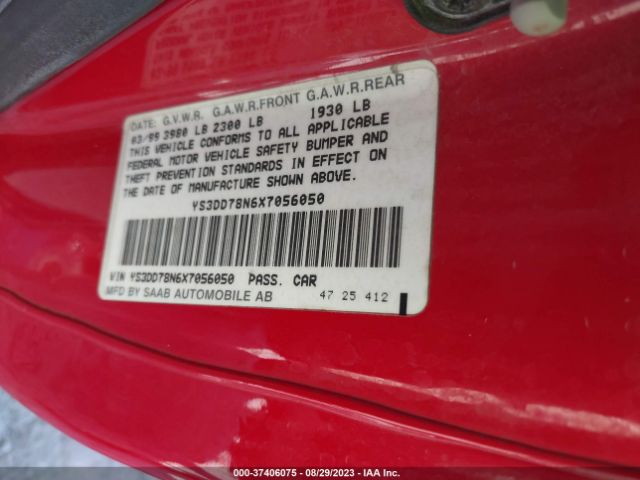 DATE: G.V.W.R. G.A.W.R.FRONT G.A.W.R.REAR
03/99 3980 LB 2300 LB 1930 LB
THIS VEHICLE CONFORMS TO ALL APPLICABLE
FEDERAL MOTOR VEHICLE SAFETY BUMPER AND
THEFT PREVENTION STANDARDS IN EFFECT ON
THE DATE OF MANUFACTURE SHOWN ABOVE.
YS3DD78N6X7056050
VIN YS3DD78N6X7056050 PASS. CAR
MFD BY SAAB AUTOMOBILE AB 47 25 412
000-37406075 - 08/29/2023 - IAA Inc.